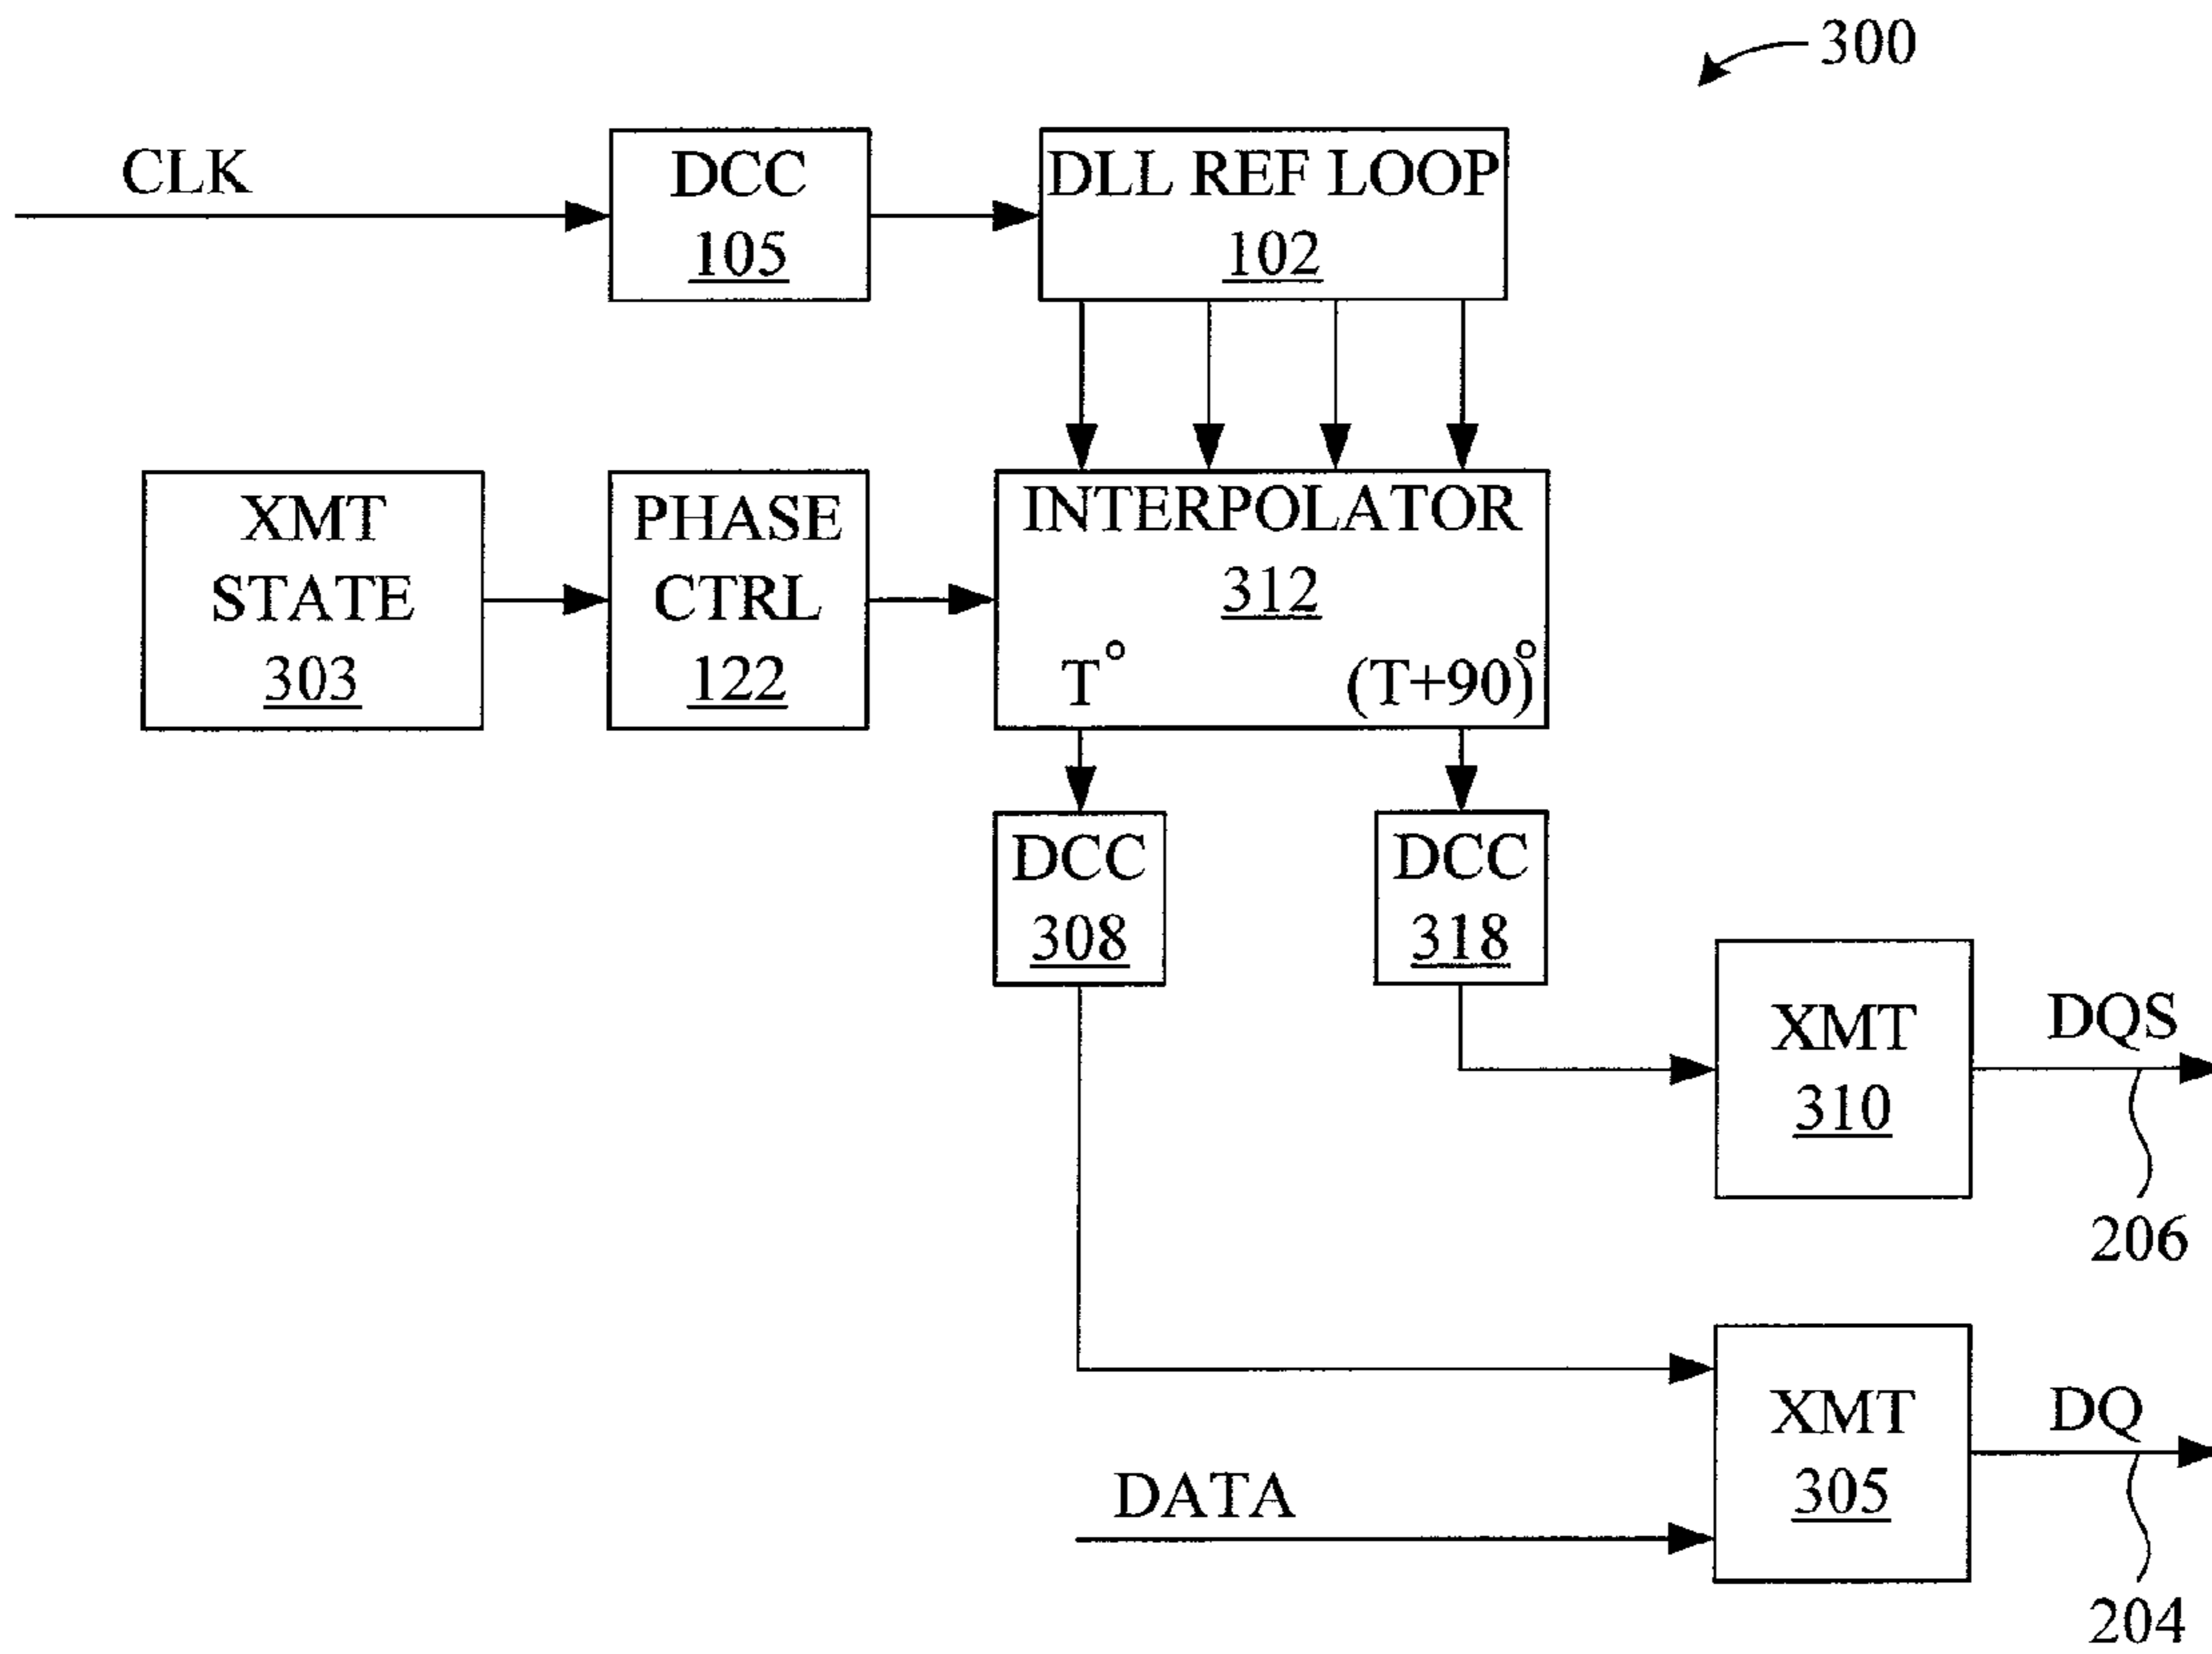 300
CLK
DCC
105
DLL REF LOOP
102
XMT
STATE
303
PHASE
CTRL
122
INTERPOLATOR
312
T°
(T+90)°
DCC
308
DCC
318
XMT
310
DQS
206
XMT
305
DQ
204
DATA